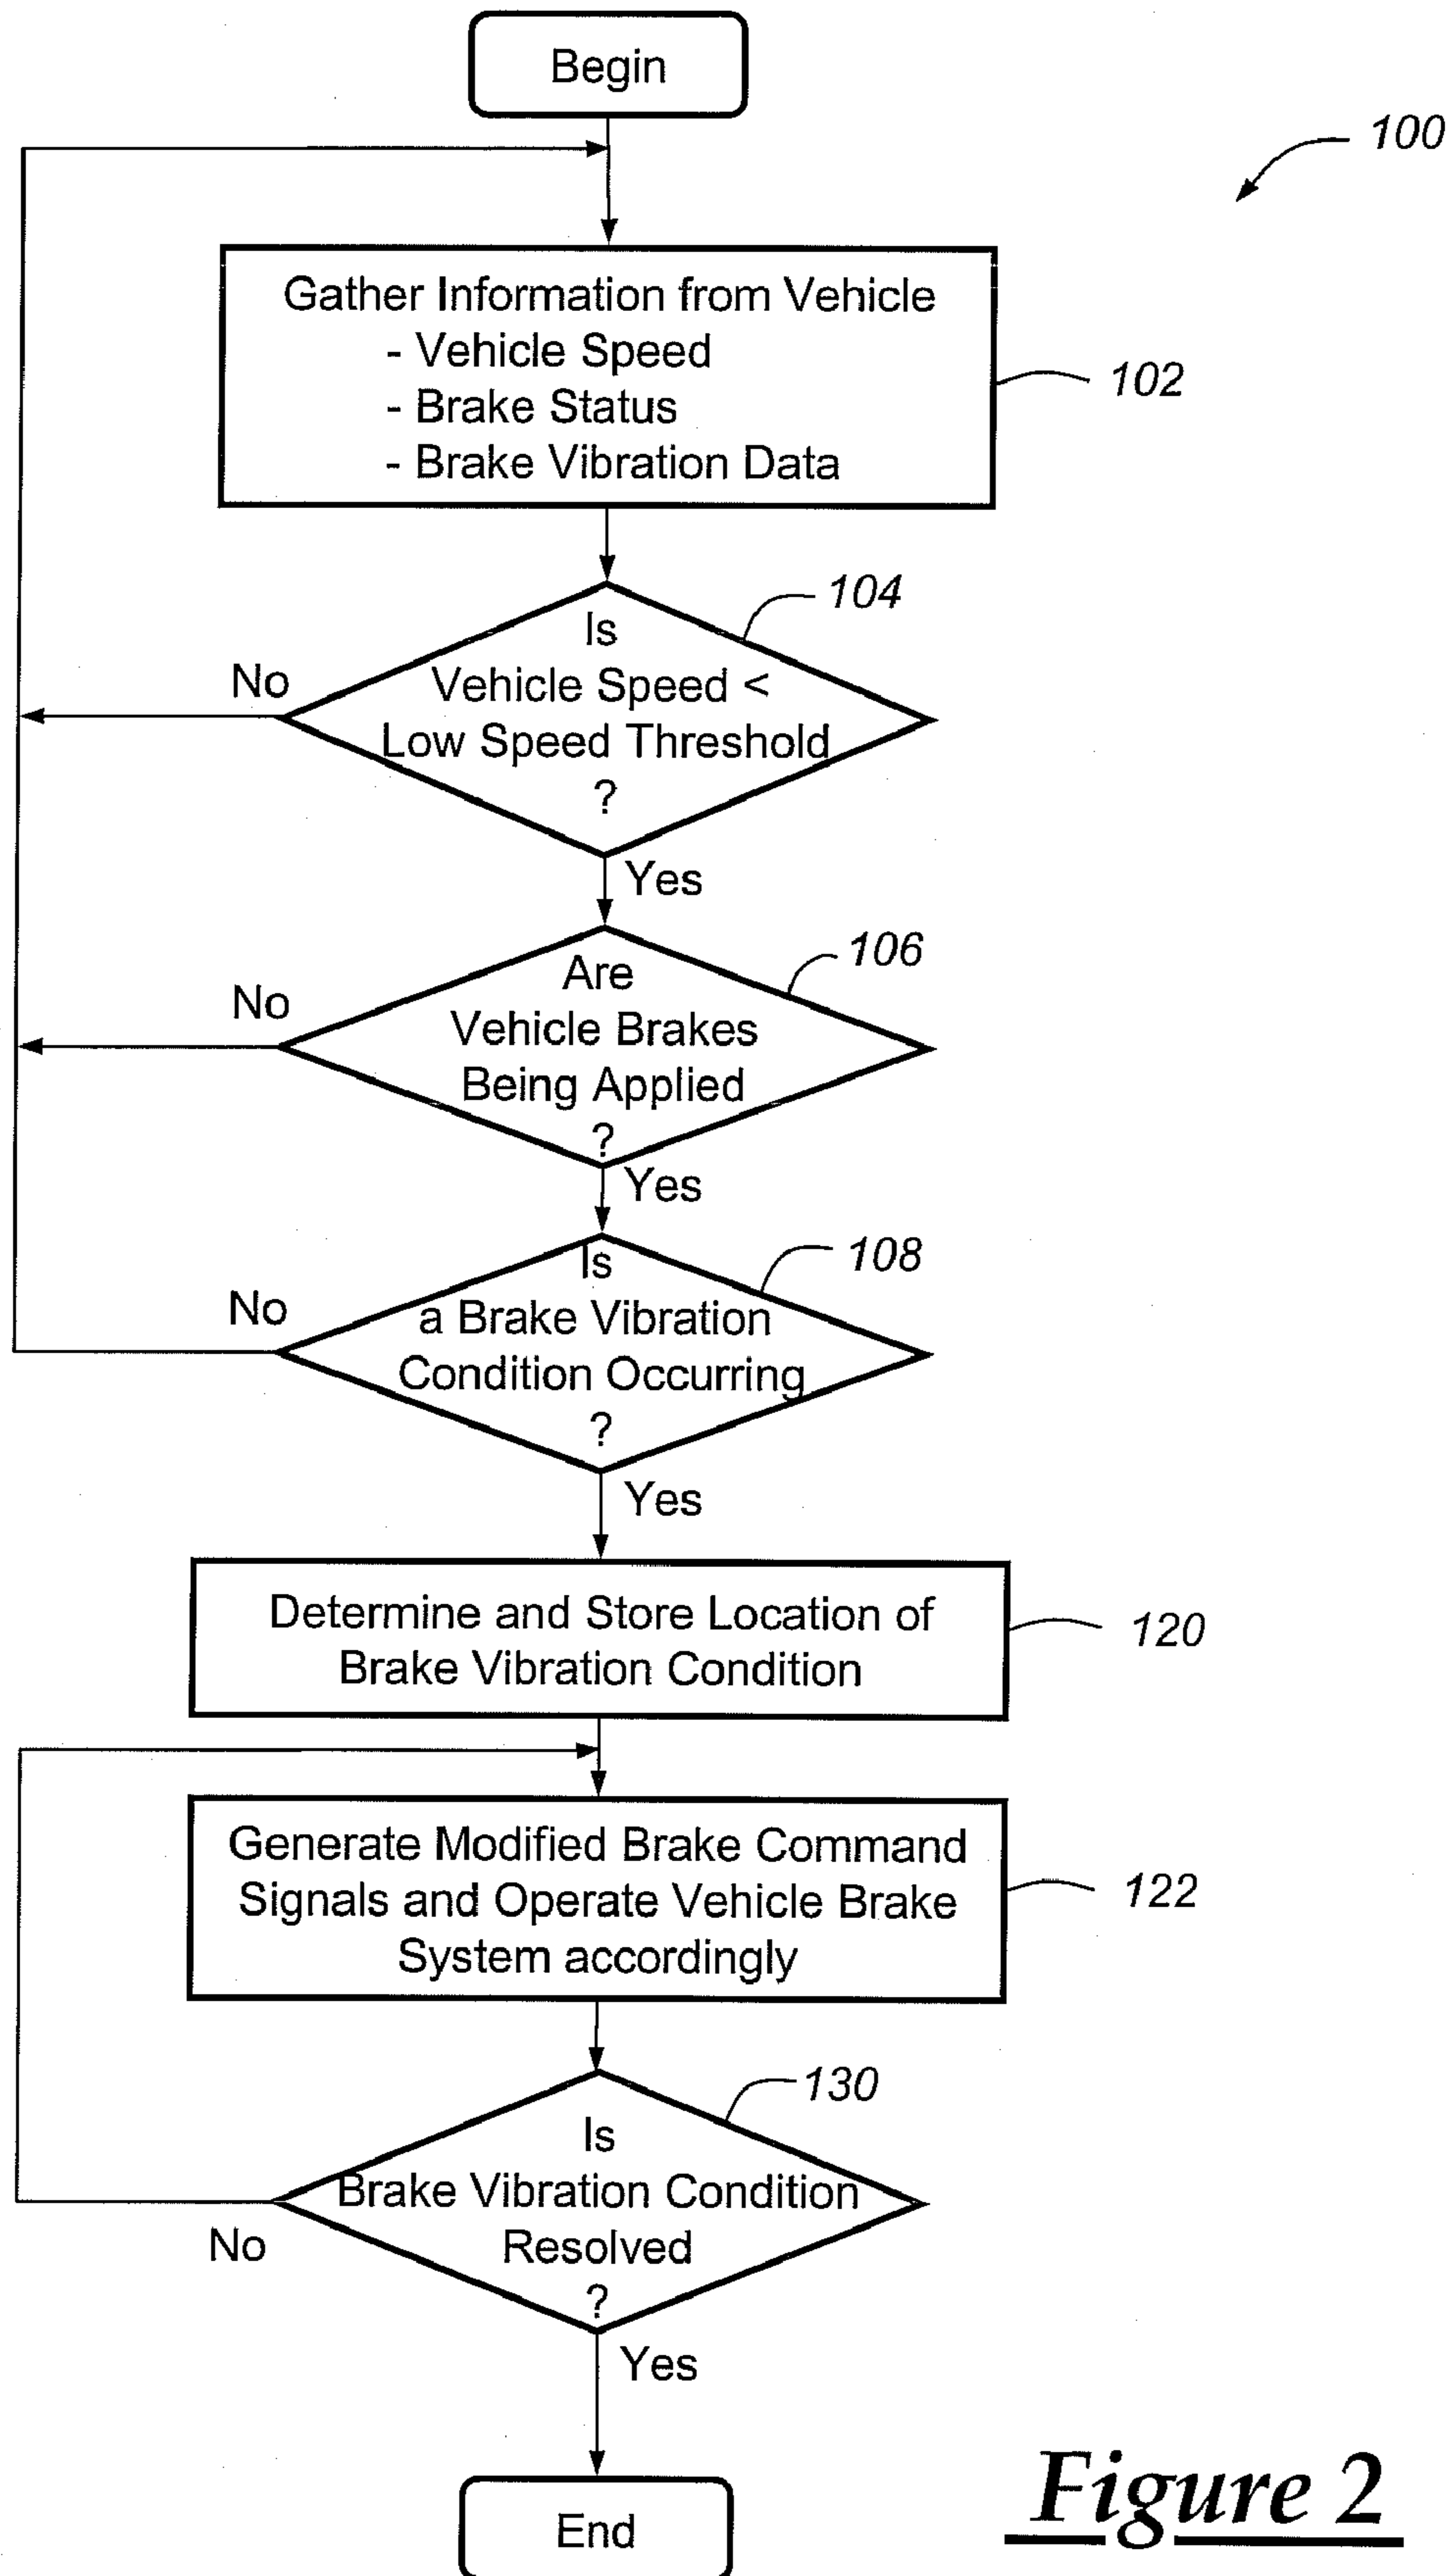 Begin
100
Gather Information from Vehicle
- Vehicle Speed
- Brake Status
- Brake Vibration Data
102
104
Is
Vehicle Speed <
Low Speed Threshold
?
No
Yes
106
Are
Vehicle Brakes
Being Applied
?
No
Yes
108
Is
a Brake Vibration
Condition Occurring
?
No
Yes
Determine and Store Location of
Brake Vibration Condition
120
Generate Modified Brake Command
Signals and Operate Vehicle Brake
System accordingly
122
130
Is
Brake Vibration Condition
Resolved
?
No
Yes
End
Figure 2